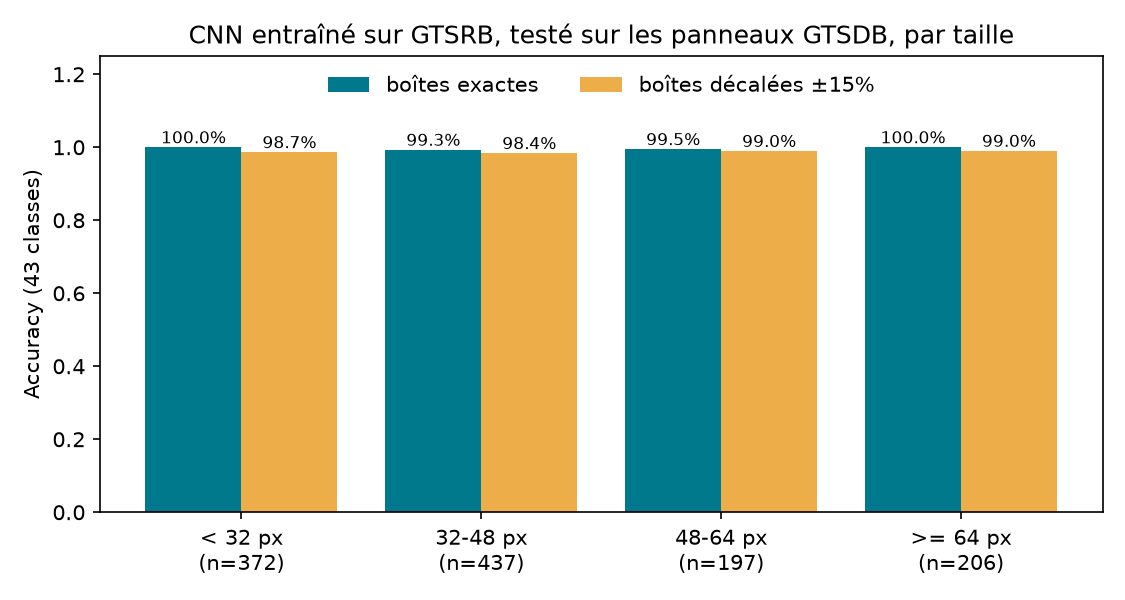 CNN entraîné sur GTSRB, testé sur les panneaux GTSDB, par taille
boîtes exactes
boîtes décalées ±15%
Accuracy (43 classes)
1.2
1.0
0.8
0.6
0.4
0.2
0.0
100.0%
98.7%
99.3%
98.4%
99.5%
99.0%
100.0%
99.0%
< 32 px
(n=372)
32-48 px
(n=437)
48-64 px
(n=197)
>= 64 px
(n=206)